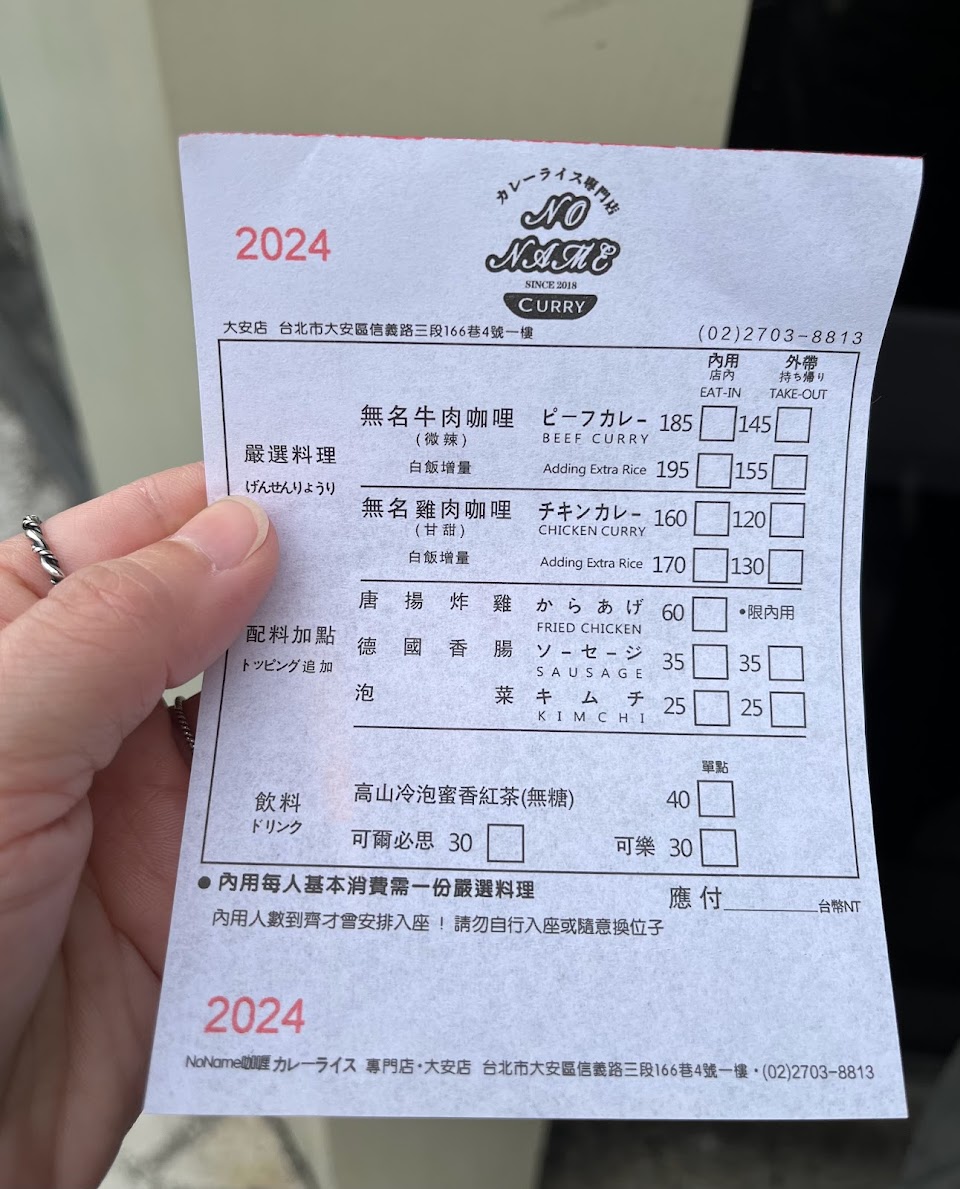 カレーライス專門店
2024
NO
NAME
SINCE 2018
CURRY
大安店 台北市大安區信義路三段166巷4號一樓 (02)2703-8813
內用 外帶
店內 持ち帰り
EAT-IN TAKE-OUT
嚴選料理
げんせんりょうり
無名牛肉咖哩 ビーフカレー 185 145
(微辣) BEEF CURRY
白飯增量 Adding Extra Rice 195 155
無名雞肉咖哩 チキンカレー 160 120
(甘甜) CHICKEN CURRY
白飯增量 Adding Extra Rice 170 130
配料加點
トッピング追加
唐揚炸雞 からあげ 60 •限內用
FRIED CHICKEN
德國香腸 ソーセージ 35 35
SAUSAGE
泡菜 キムチ 25 25
KIMCHI
飲料
ドリンク
單點
高山冷泡蜜香紅茶(無糖) 40
可爾必思 30 可樂 30
● 內用每人基本消費需一份嚴選料理 應付__________台幣NT
內用人數到齊才會安排入座！請勿自行入座或隨意換位子
2024
NoName咖喱 カレーライス 專門店・大安店 台北市大安區信義路三段166巷4號一樓・(02)2703-8813